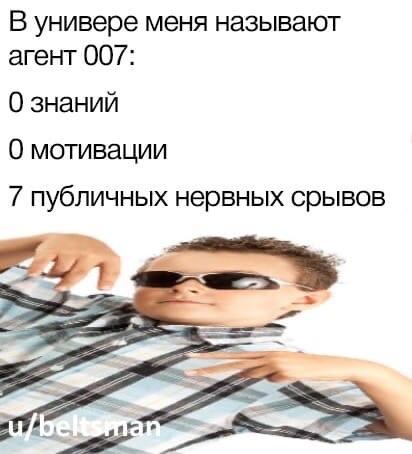 В универе меня называют
агент 007:
0 знаний
0 мотивации
7 публичных нервных срывов
u/beltsman